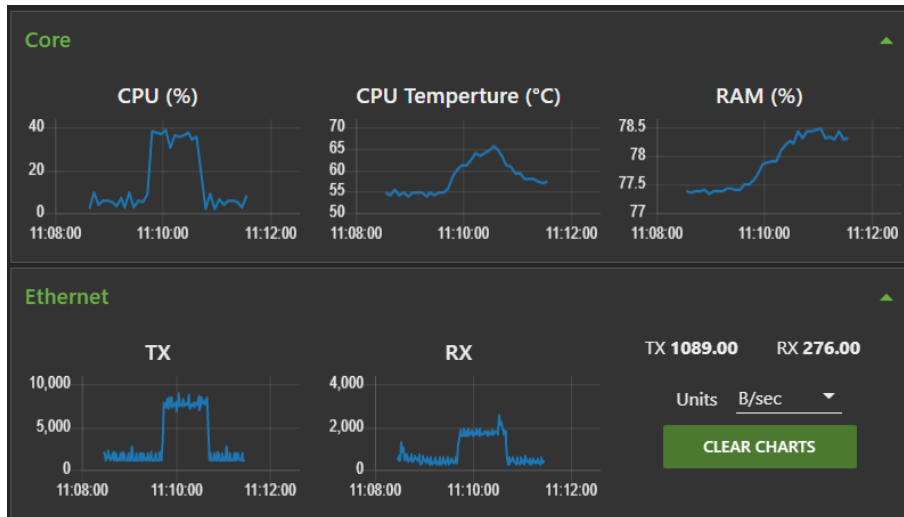 Core
CPU (%)
40
20
0
11:08:00 11:10:00 11:12:00
CPU Temperture (°C)
70
65
60
55
50
11:08:00 11:10:00 11:12:00
RAM (%)
78.5
78
77.5
77
11:08:00 11:10:00 11:12:00
Ethernet
TX
10,000
5,000
0
11:08:00 11:10:00 11:12:00
RX
4,000
2,000
0
11:08:00 11:10:00 11:12:00
TX 1089.00 RX 276.00
Units B/sec
CLEAR CHARTS